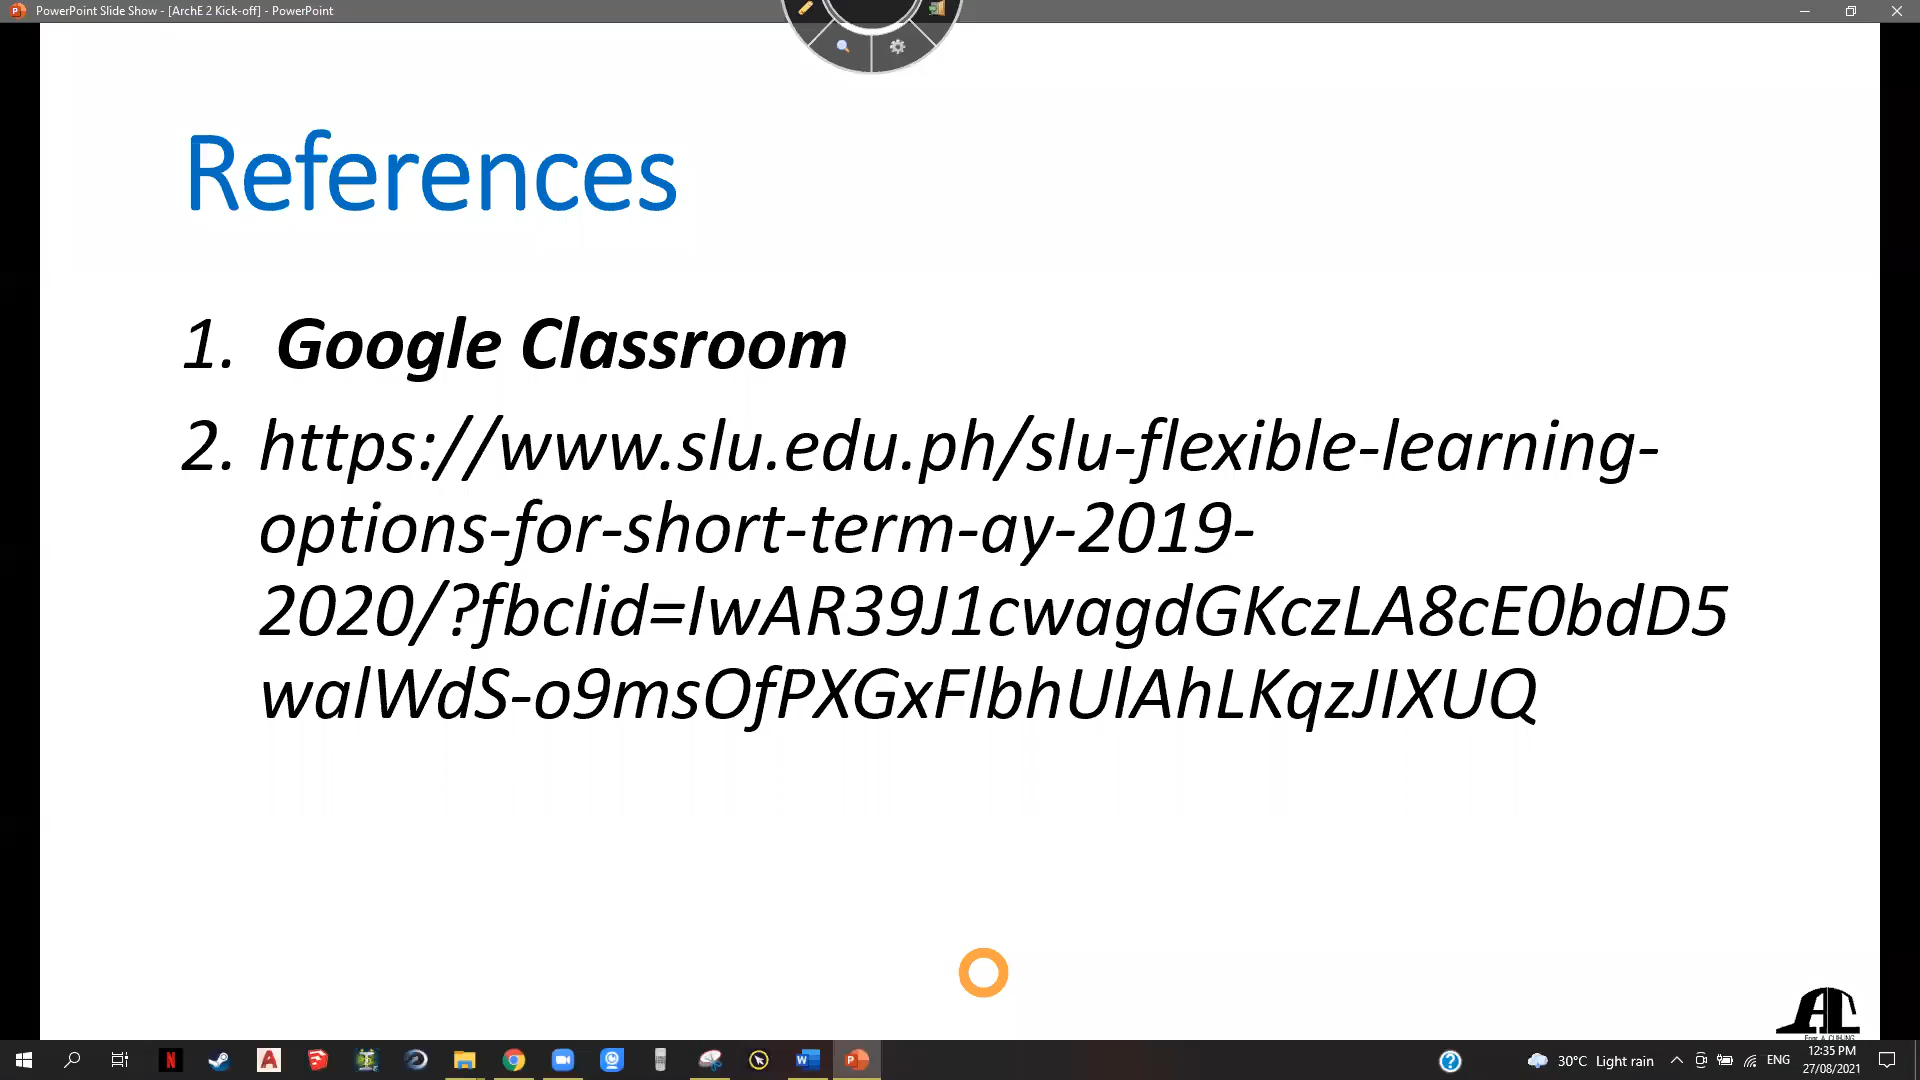 PowerPoint Slide Show - [ArchE 2 Kick-off] - PowerPoint
References
1. Google Classroom
2. https://www.slu.edu.ph/slu-flexible-learning-
options-for-short-term-ay-2019-
2020/?fbclid=IwAR39J1cwagdGKczLA8cE0bdD5
walWdS-o9msOfPXGxFlbhUlAhLKqzJIXUQ
30°C Light rain
ENG
12:35 PM
27/08/2021